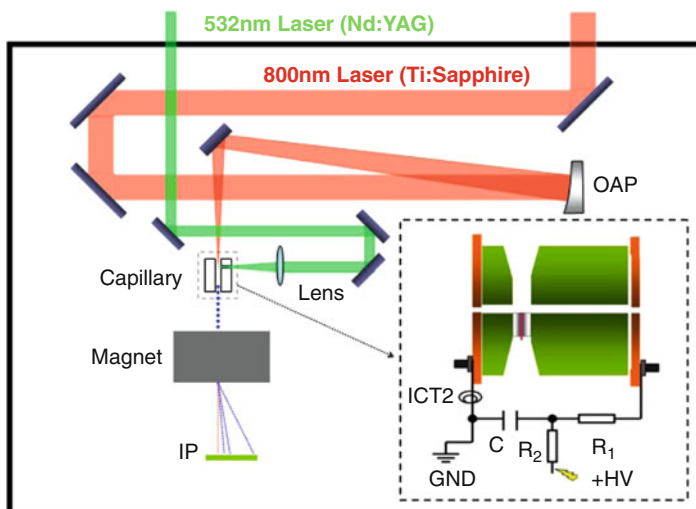 532nm Laser (Nd:YAG)
800nm Laser (Ti:Sapphire)
OAP
Capillary
Lens
Magnet
ICT2
IP
C
R2
R1
GND
+HV